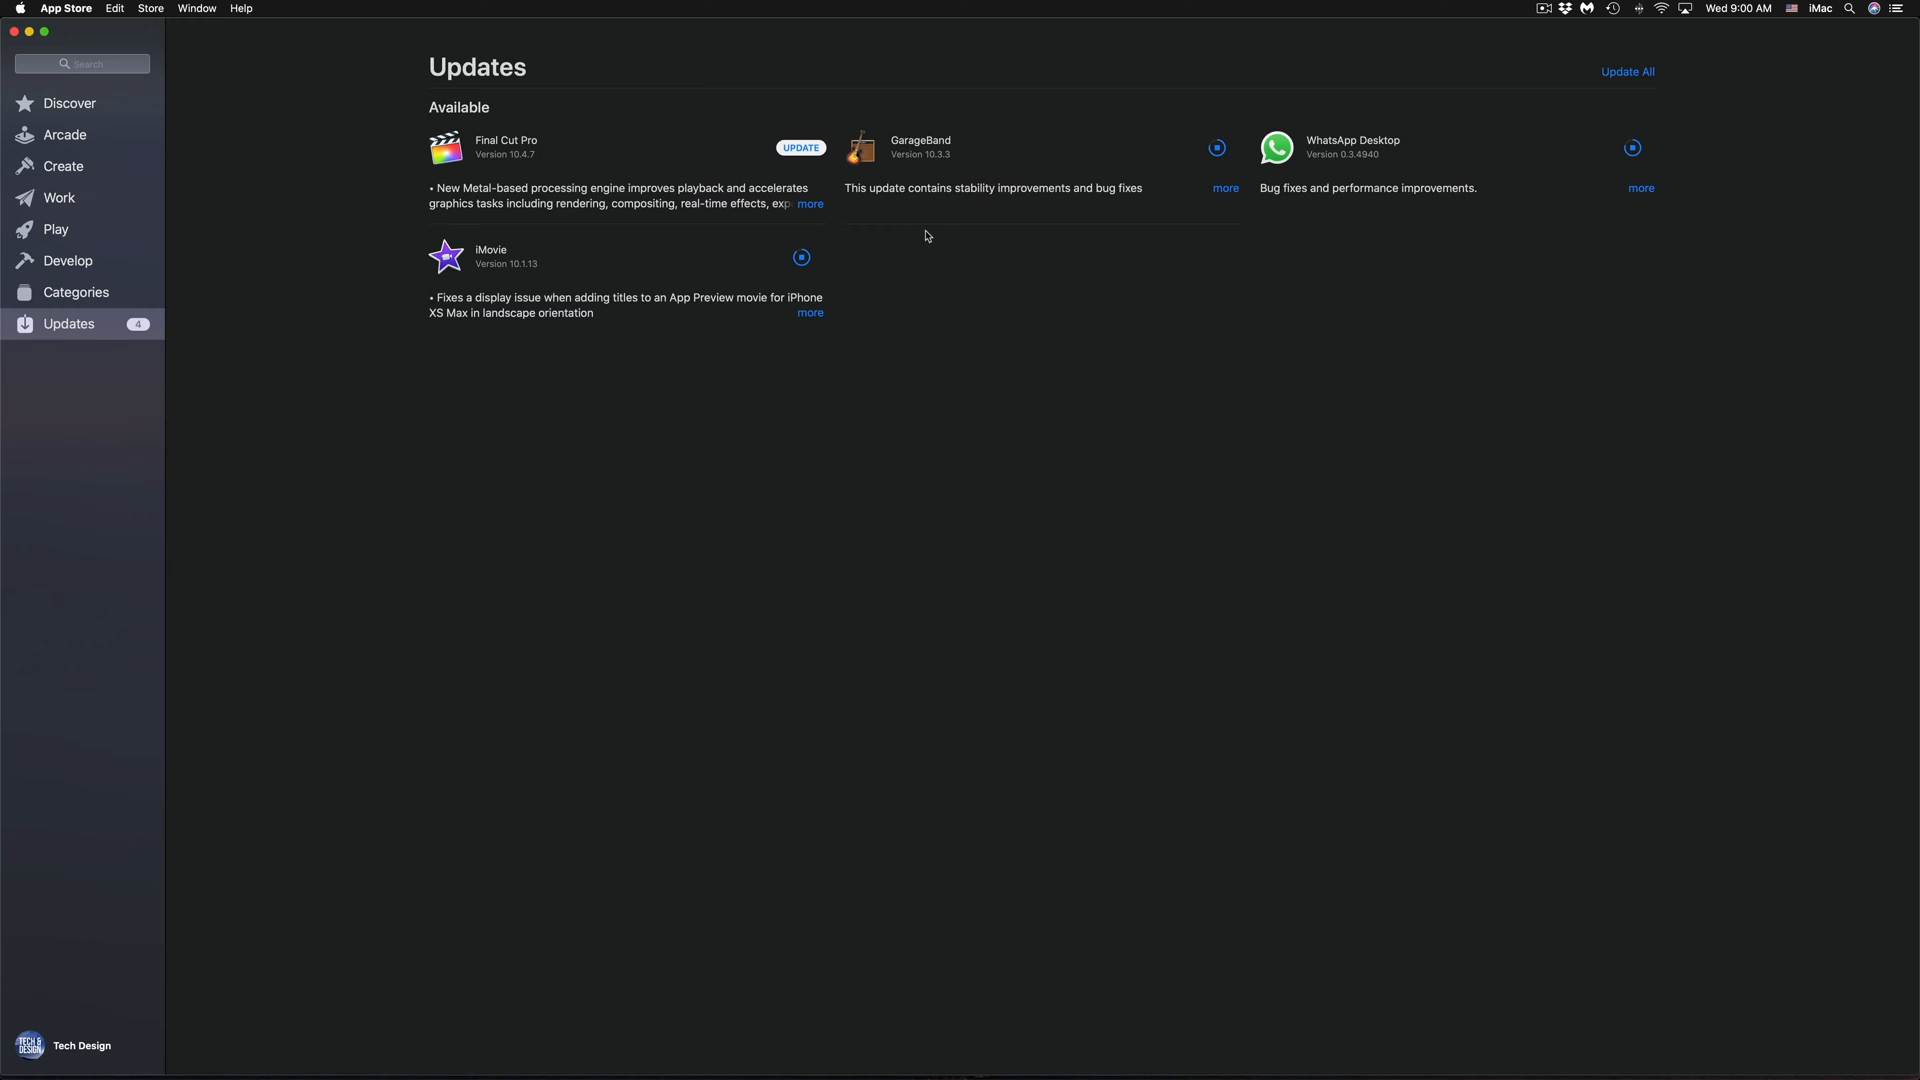 App Store Edit Store Window Help
Wed 9:00 AM iMac
Search
Discover
Arcade
Create
Work
Play
Develop
Categories
Updates 4
TECH &
DESIGN
Tech Design
Updates
Update All
Available
Final Cut Pro
Version 10.4.7
UPDATE
• New Metal-based processing engine improves playback and accelerates
graphics tasks including rendering, compositing, real-time effects, exp more
GarageBand
Version 10.3.3
This update contains stability improvements and bug fixes more
WhatsApp Desktop
Version 0.3.4940
Bug fixes and performance improvements. more
iMovie
Version 10.1.13
• Fixes a display issue when adding titles to an App Preview movie for iPhone
XS Max in landscape orientation more